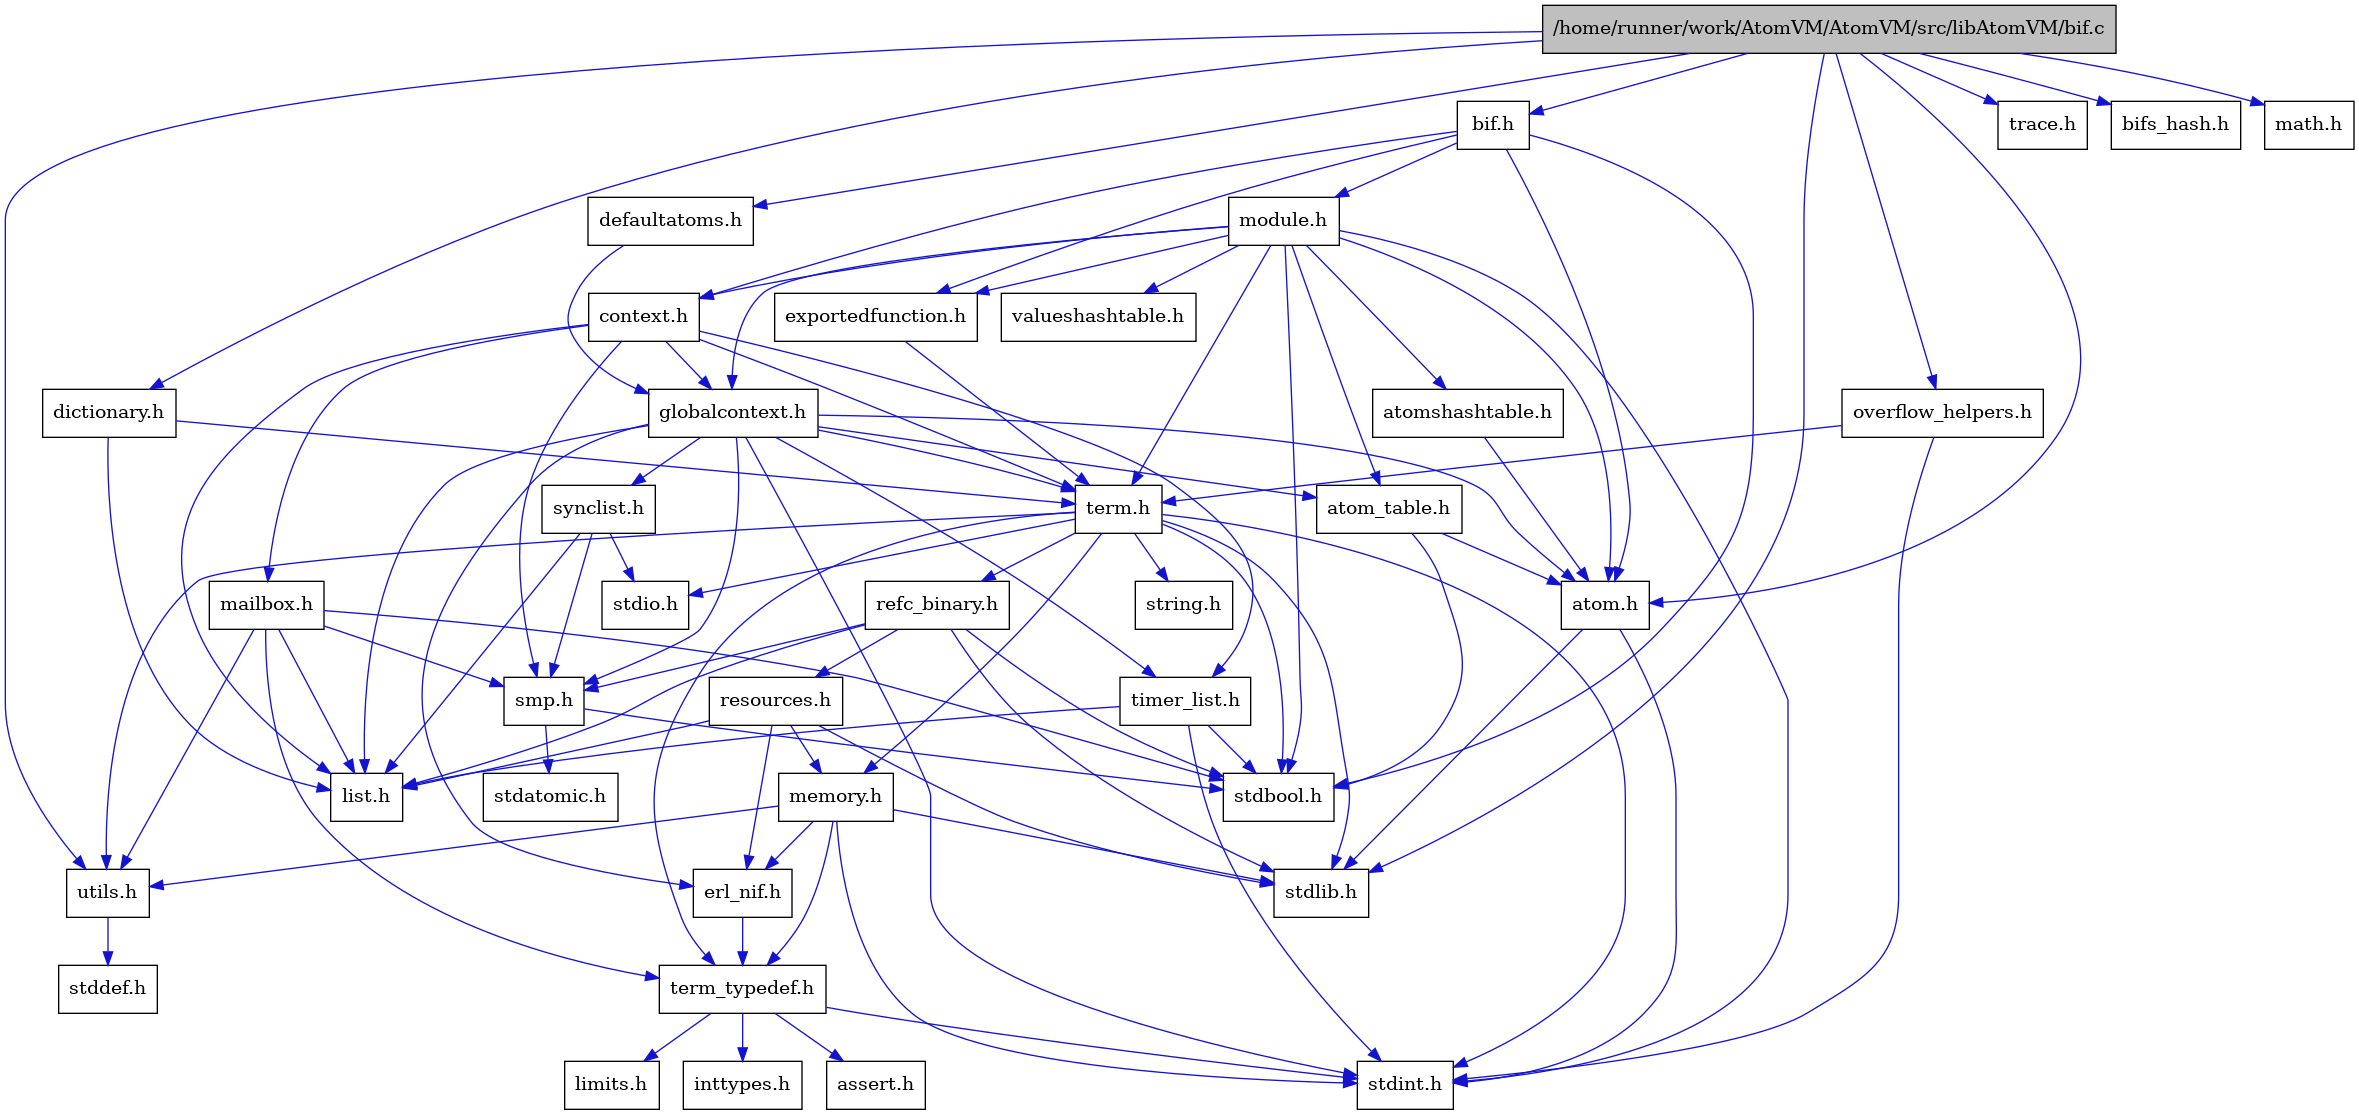 /home/runner/work/AtomVM/AtomVM/src/libAtomVM/bif.c
bif.h
trace.h
bifs_hash.h
math.h
defaultatoms.h
module.h
context.h
exportedfunction.h
valueshashtable.h
dictionary.h
globalcontext.h
atomshashtable.h
overflow_helpers.h
synclist.h
term.h
atom_table.h
mailbox.h
stdio.h
refc_binary.h
string.h
atom.h
smp.h
resources.h
timer_list.h
list.h
stdatomic.h
memory.h
stdbool.h
utils.h
erl_nif.h
stdlib.h
stddef.h
term_typedef.h
limits.h
inttypes.h
assert.h
stdint.h